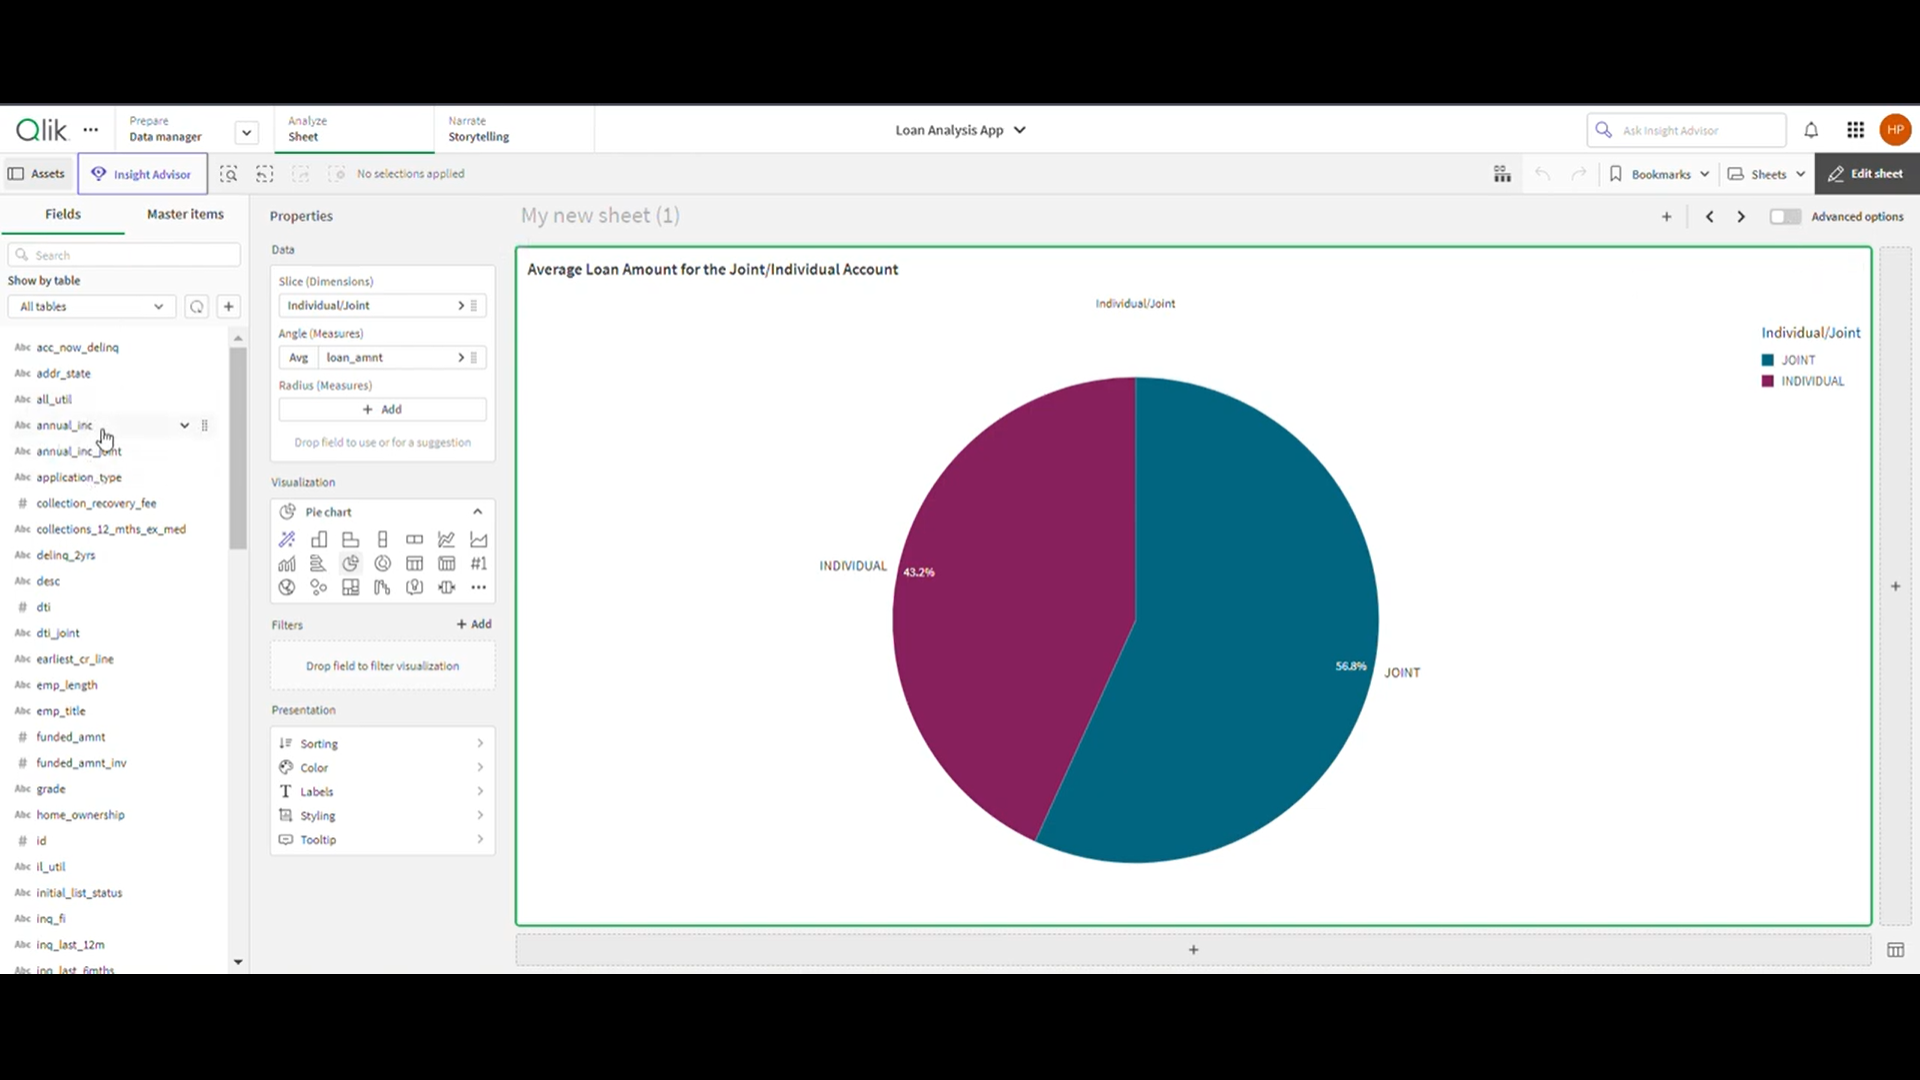 Qlik
Prepare
Data manager
Analyze
Sheet
Narrate
Storytelling
Loan Analysis App
Ask Insight Advisor
HP
Assets
Insight Advisor
No selections applied
Bookmarks
Sheets
Edit sheet
Fields
Master items
Search
Show by table
All tables
Abc acc_now_delinq
Abc addr_state
Abc all_util
Abc annual_inc
Abc annual_inc_joint
Abc application_type
# collection_recovery_fee
Abc collections_12_mths_ex_med
Abc delinq_2yrs
Abc desc
# dti
Abc dti_joint
Abc earliest_cr_line
Abc emp_length
Abc emp_title
# funded_amnt
# funded_amnt_inv
Abc grade
Abc home_ownership
# id
Abc il_util
Abc initial_list_status
Abc inq_fi
Abc inq_last_12m
Abc inq_last_6mths
Properties
Data
Slice (Dimensions)
Individual/Joint
Angle (Measures)
Avg loan_amnt
Radius (Measures)
+ Add
Drop field to use or for a suggestion
Visualization
Pie chart
#1
Filters
+ Add
Drop field to filter visualization
Presentation
Sorting
Color
Labels
Styling
Tooltip
My new sheet (1)
Advanced options
Average Loan Amount for the Joint/Individual Account
Individual/Joint
Individual/Joint
JOINT
INDIVIDUAL
INDIVIDUAL
43.2%
56.8%
JOINT